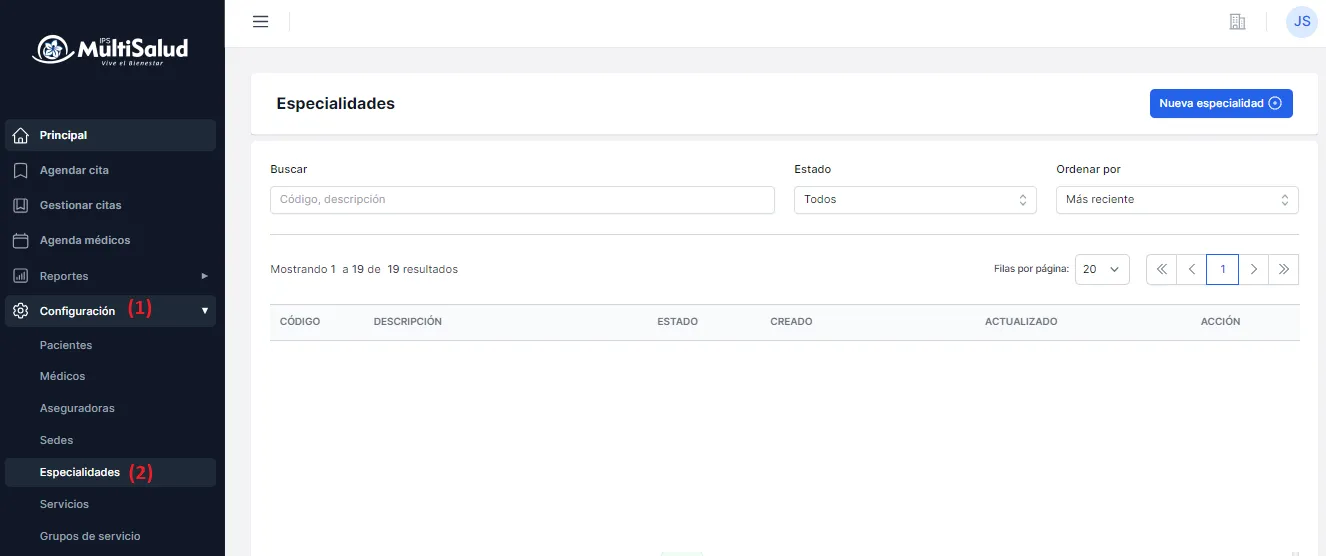 IPS
MultiSalud
Vive el Bienestar
JS
Principal
Agendar cita
Gestionar citas
Agenda médicos
Reportes
Configuración (1)
Pacientes
Médicos
Aseguradoras
Sedes
Especialidades (2)
Servicios
Grupos de servicio
Especialidades
Nueva especialidad
Buscar Estado Ordenar por
Código, descripción Todos Más reciente
Mostrando 1 a 19 de 19 resultados Filas por página: 20 1
CÓDIGO DESCRIPCIÓN ESTADO CREADO ACTUALIZADO ACCIÓN